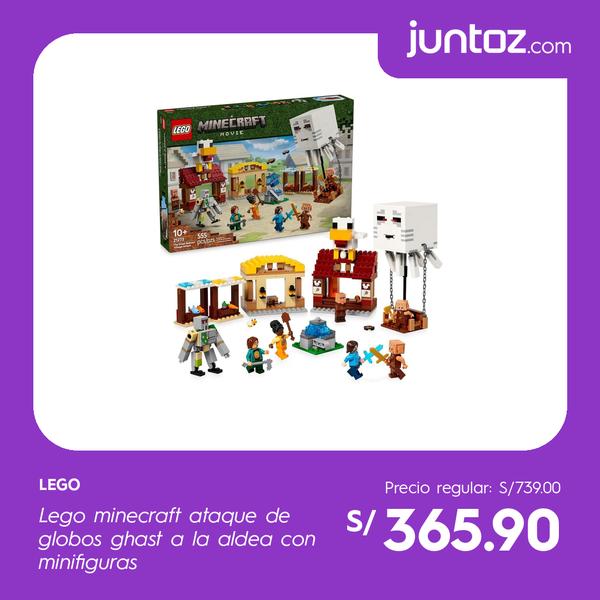 juntoz.com
LEGO
MINECRAFT
MOVIE
10+
555
LEGO
Lego minecraft ataque de
globos ghast a la aldea con
minifiguras
Precio regular: S/739.00
S/ 365.90